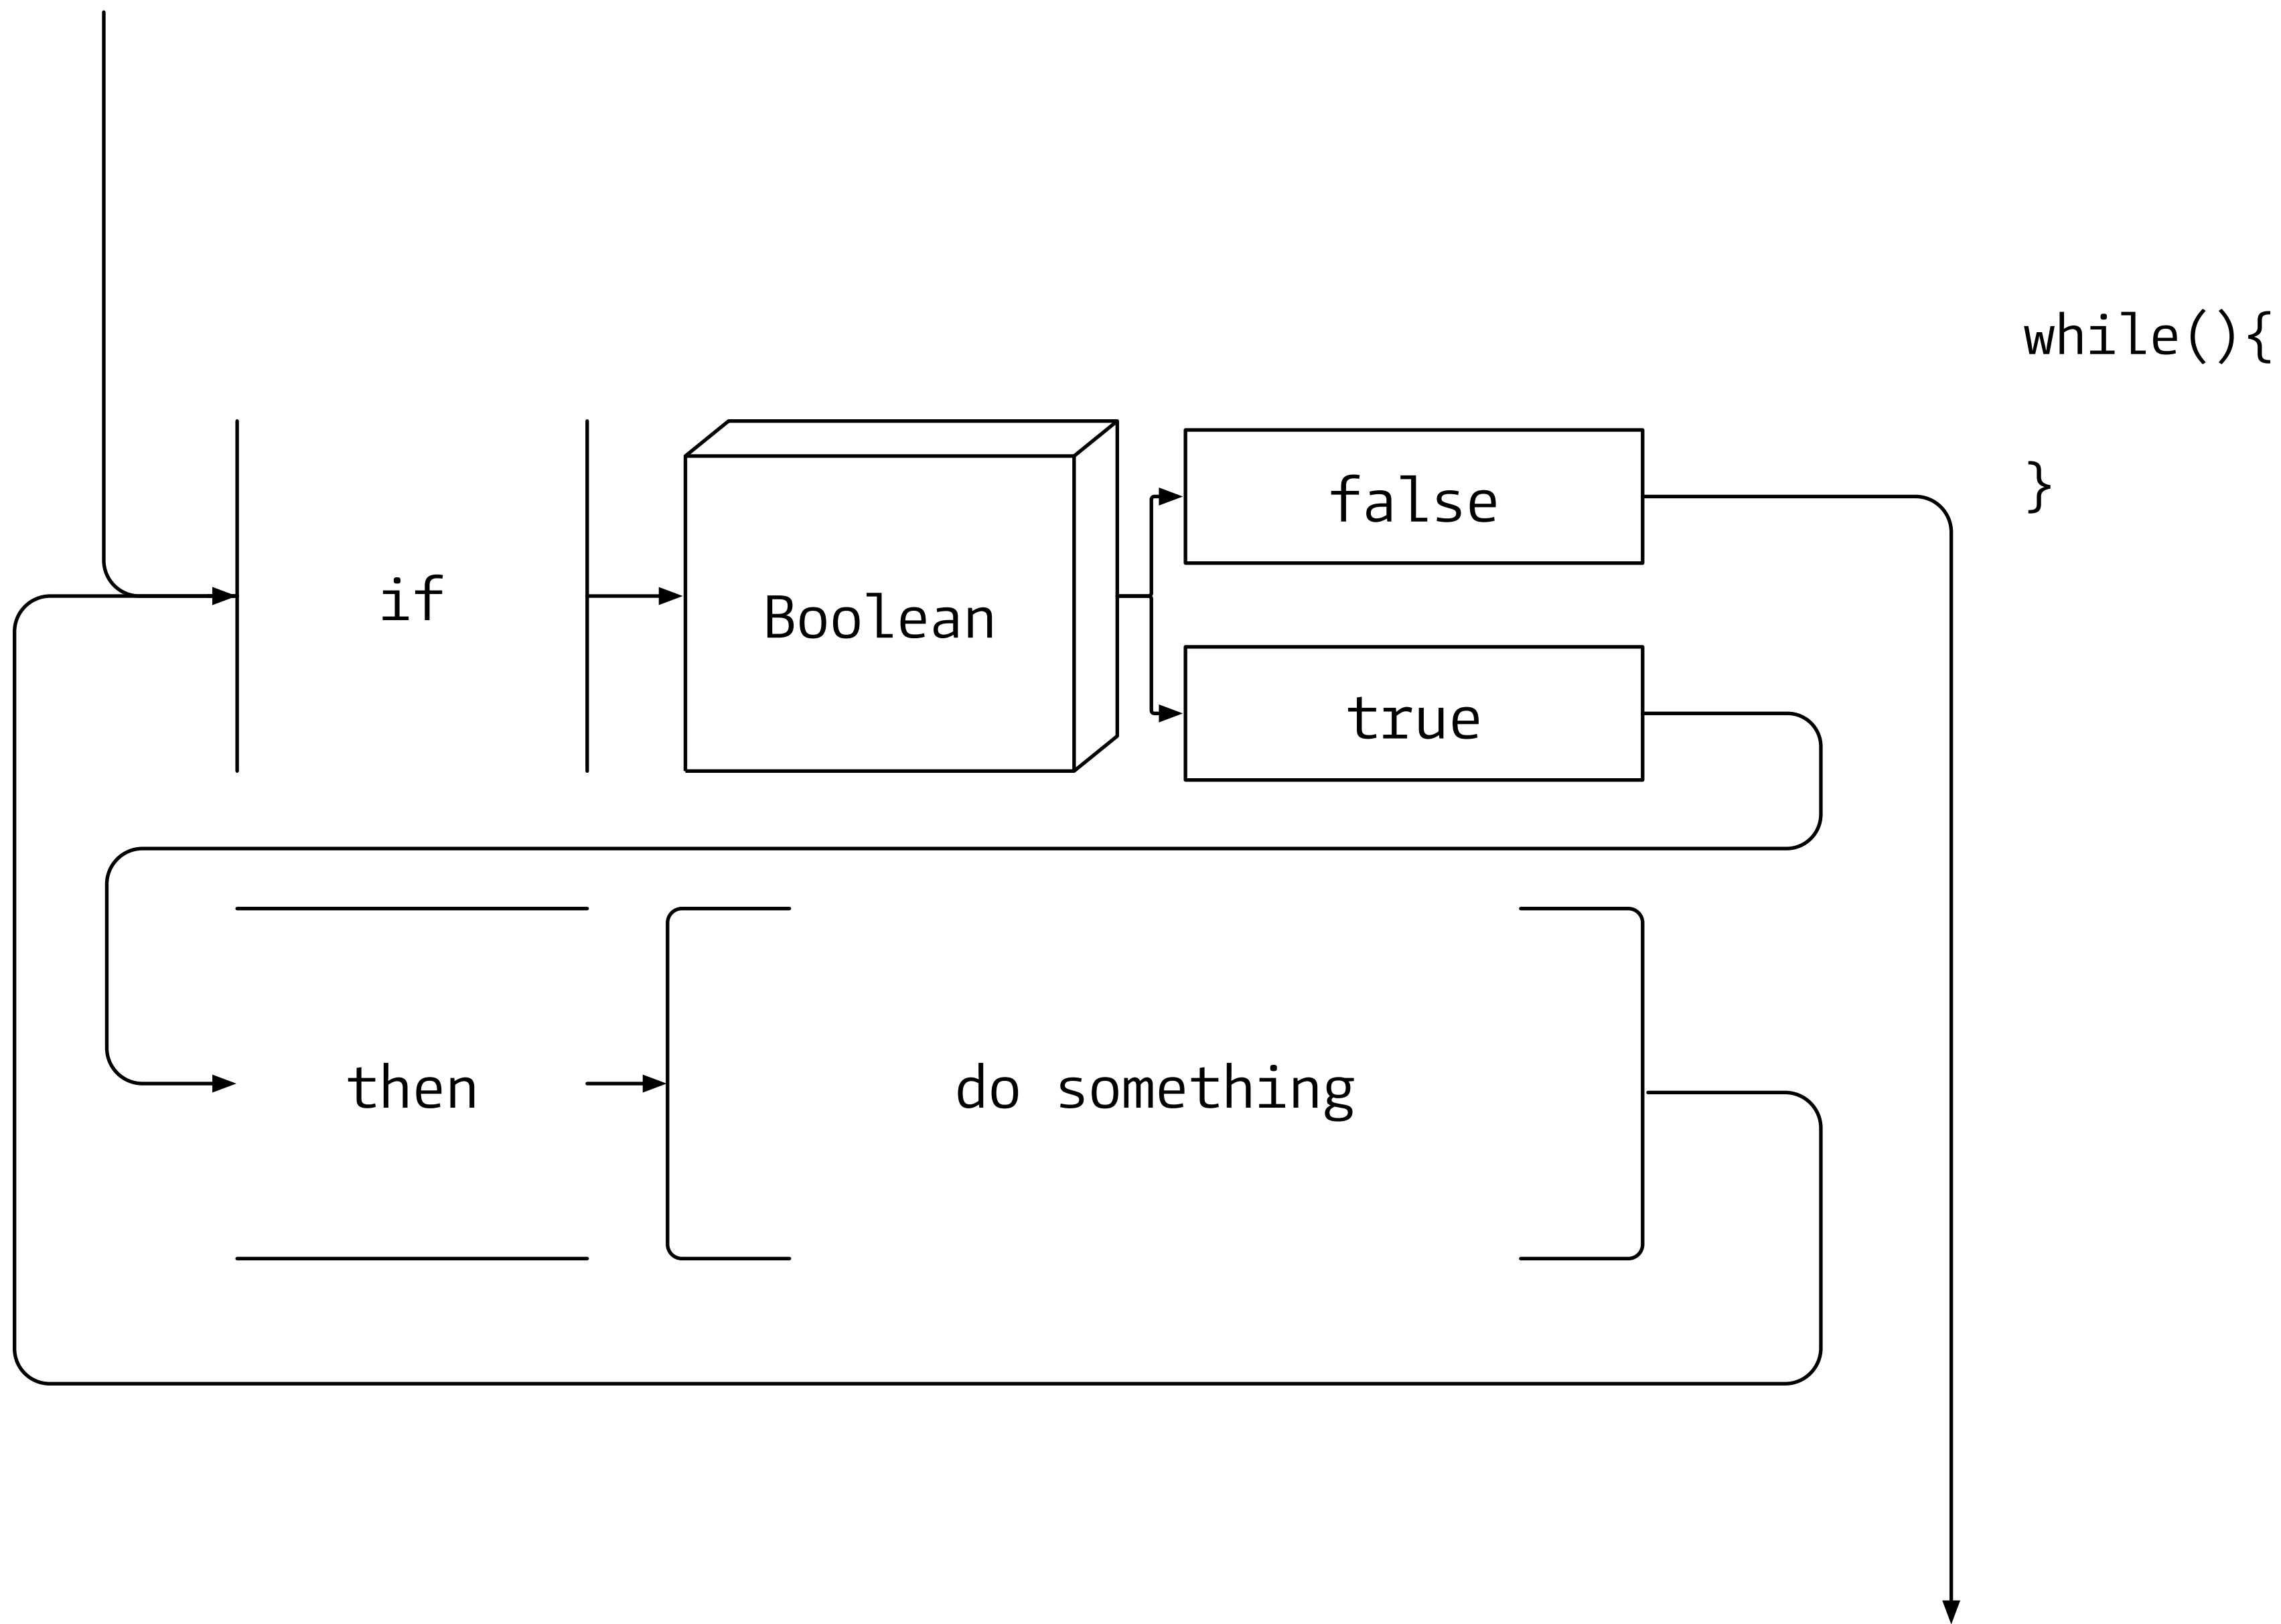 while(){
}
false
if
Boolean
true
then
do something